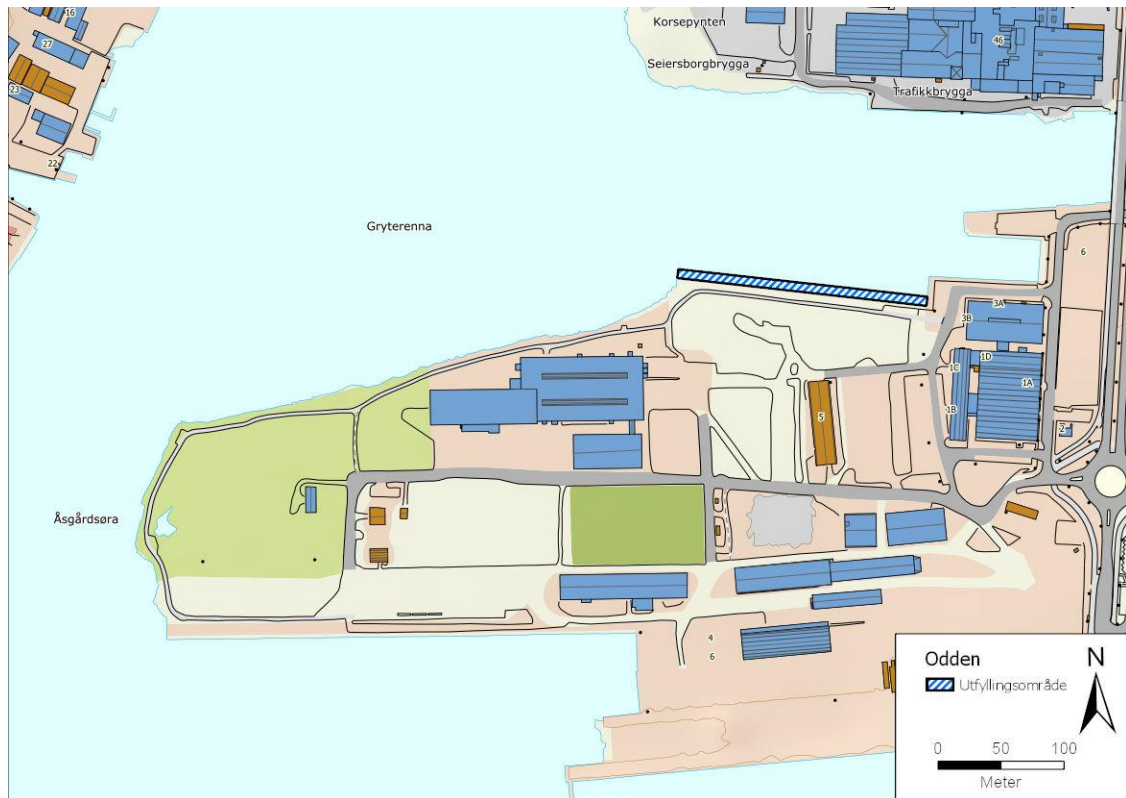 16
27
23
22
Korsepynten
Seiersborgbrygga
46
Trafikkbrygga
Gryterenna
6
3A
3B
1D
1C
1A
1B
2
5
Åsgårdsøra
4
6
Odden
Utfyllingsområde
N
0 50 100
Meter